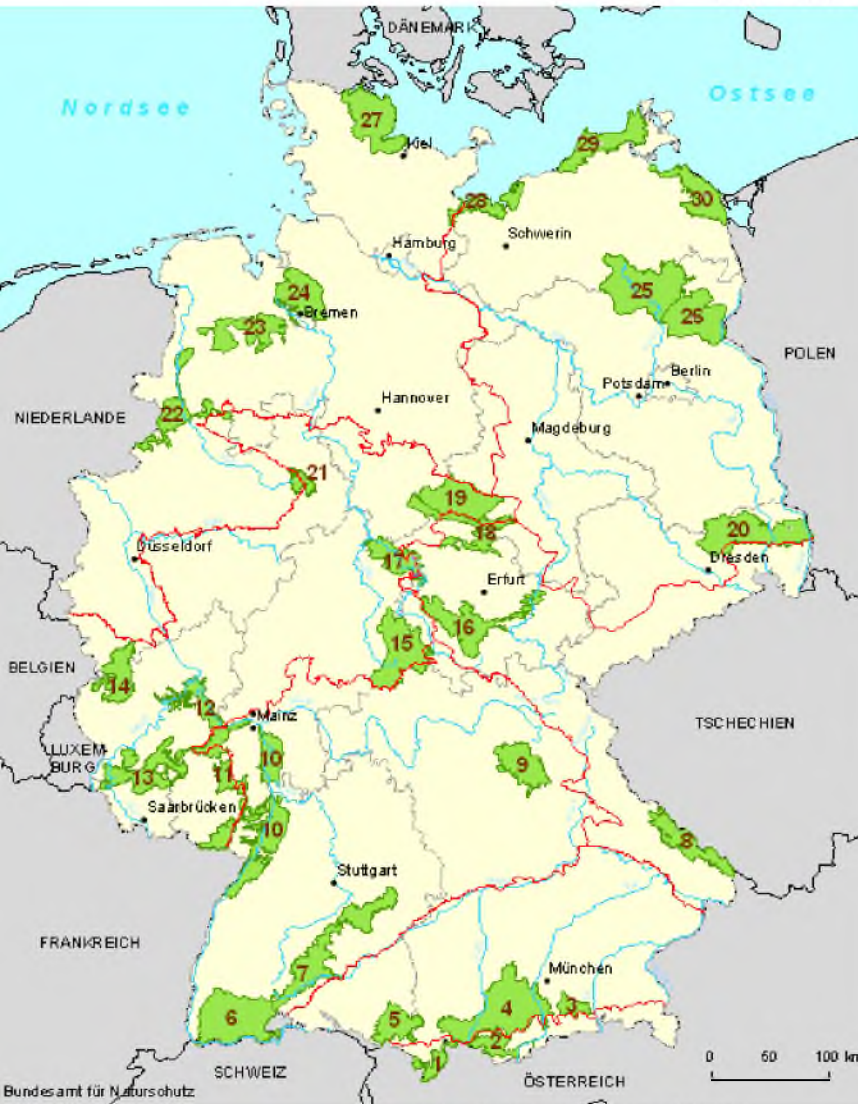 DÄNEMARK
Nordsee
Ostsee
27
Kiel
29
28
30
Schwerin
Hamburg
24
25
Bremen
23
25
POLEN
Berlin
Potsdam
NIEDERLANDE
Hannover
22
Magdeburg
21
19
18
20
Düsseldorf
17
Dresden
Erfurt
16
15
BELGIEN
14
12
Mainz
TSCHECHIEN
LUXEM-
BURG
10
9
13
11
Saarbrücken
10
8
Stuttgart
FRANKREICH
7
München
6
5
4
3
2
1
0 50 100 km
SCHWEIZ
ÖSTERREICH
Bundesamt für Naturschutz